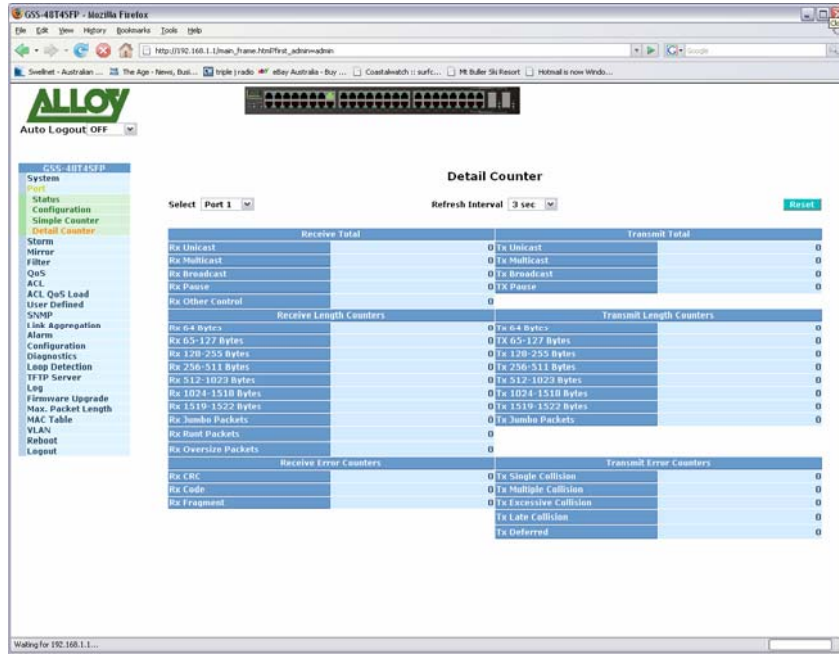 GSS-48T4SFP - Mozilla Firefox
File Edit View History Bookmarks Tools Help
http://192.168.1.1/main_frame.html?first_admin=admin
Google
Swellnet - Australian ... The Age - News, Busi... triple j radio eBay Australia - Buy ... Coastalwatch :: surfc... Mt Buller Ski Resort Hotmail is now Windo...
ALLOY
Auto Logout OFF
GSS-48T4SFP
System
Port
Status
Configuration
Simple Counter
Detail Counter
Storm
Mirror
Filter
QoS
ACL
ACL QoS Load
User Defined
SNMP
Link Aggregation
Alarm
Configuration
Diagnostics
Loop Detection
TFTP Server
Log
Firmware Upgrade
Max. Packet Length
MAC Table
VLAN
Reboot
Logout
Detail Counter
Select Port 1 Refresh Interval 3 sec Reset
Receive Total Transmit Total
Rx Unicast 0 Tx Unicast 0
Rx Multicast 0 Tx Multicast 0
Rx Broadcast 0 Tx Broadcast 0
Rx Pause 0 TX Pause 0
Rx Other Control 0
Receive Length Counters Transmit Length Counters
Rx 64 Bytes 0 Tx 64 Bytes 0
Rx 65-127 Bytes 0 TX 65-127 Bytes 0
Rx 128-255 Bytes 0 Tx 128-255 Bytes 0
Rx 256-511 Bytes 0 Tx 256-511 Bytes 0
Rx 512-1023 Bytes 0 Tx 512-1023 Bytes 0
Rx 1024-1518 Bytes 0 Tx 1024-1518 Bytes 0
Rx 1519-1522 Bytes 0 Tx 1519-1522 Bytes 0
Rx Jumbo Packets 0 Tx Jumbo Packets 0
Rx Runt Packets 0
Rx Oversize Packets 0
Receive Error Counters Transmit Error Counters
Rx CRC 0 Tx Single Collision 0
Rx Code 0 Tx Multiple Collision 0
Rx Fragment 0 Tx Excessive Collision 0
Tx Late Collision 0
Tx Deferred 0
Waiting for 192.168.1.1...